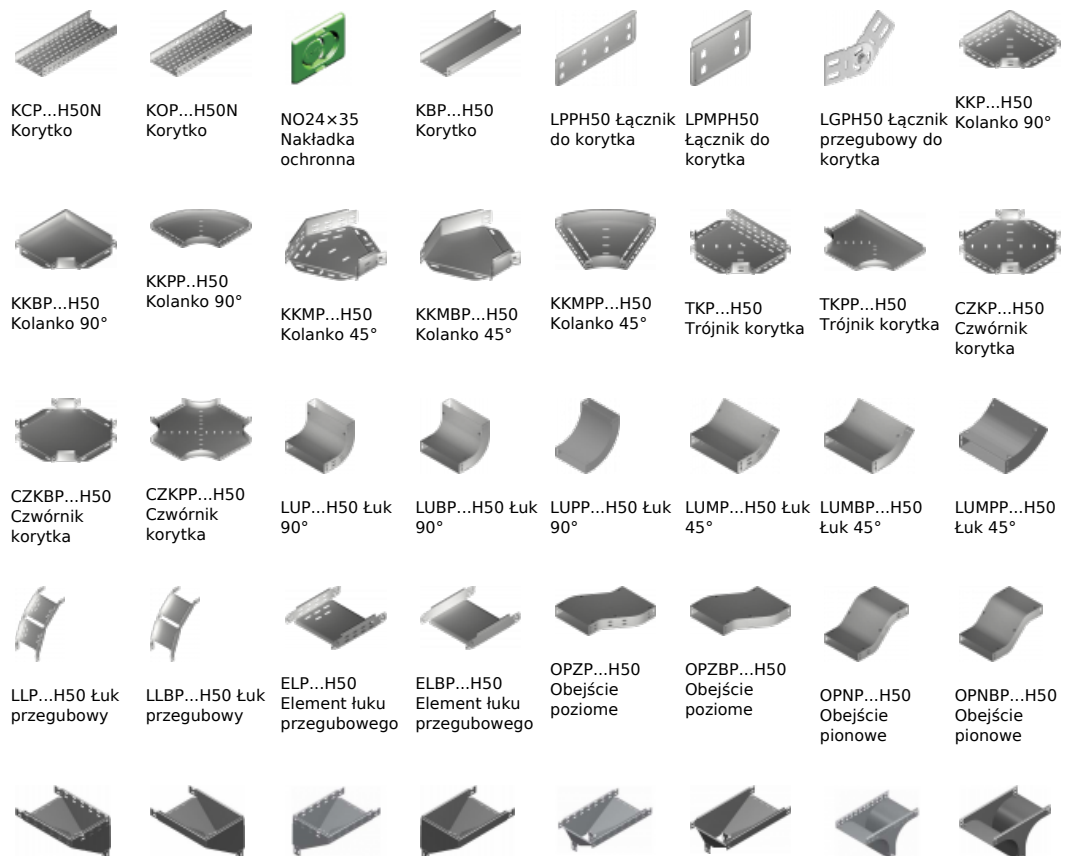 KCP...H50N
Korytko
KOP...H50N
Korytko
NO24×35
Nakładka
ochronna
KBP...H50
Korytko
LPPH50 Łącznik
do korytka
LPMPH50
Łącznik do
korytka
LGPH50 Łącznik
przegubowy do
korytka
KKP...H50
Kolanko 90°
KKBP...H50
Kolanko 90°
KKPP..H50
Kolanko 90°
KKMP...H50
Kolanko 45°
KKMBP...H50
Kolanko 45°
KKMPP...H50
Kolanko 45°
TKP...H50
Trójnik korytka
TKPP...H50
Trójnik korytka
CZKP...H50
Czwórnik
korytka
CZKBP...H50
Czwórnik
korytka
CZKPP...H50
Czwórnik
korytka
LUP...H50 Łuk
90°
LUBP...H50 Łuk
90°
LUPP...H50 Łuk
90°
LUMP...H50 Łuk
45°
LUMBP...H50
Łuk 45°
LUMPP...H50
Łuk 45°
LLP...H50 Łuk
przegubowy
LLBP...H50 Łuk
przegubowy
ELP...H50
Element łuku
przegubowego
ELBP...H50
Element łuku
przegubowego
OPZP...H50
Obejście
poziome
OPZBP...H50
Obejście
poziome
OPNP...H50
Obejście
pionowe
OPNBP...H50
Obejście
pionowe